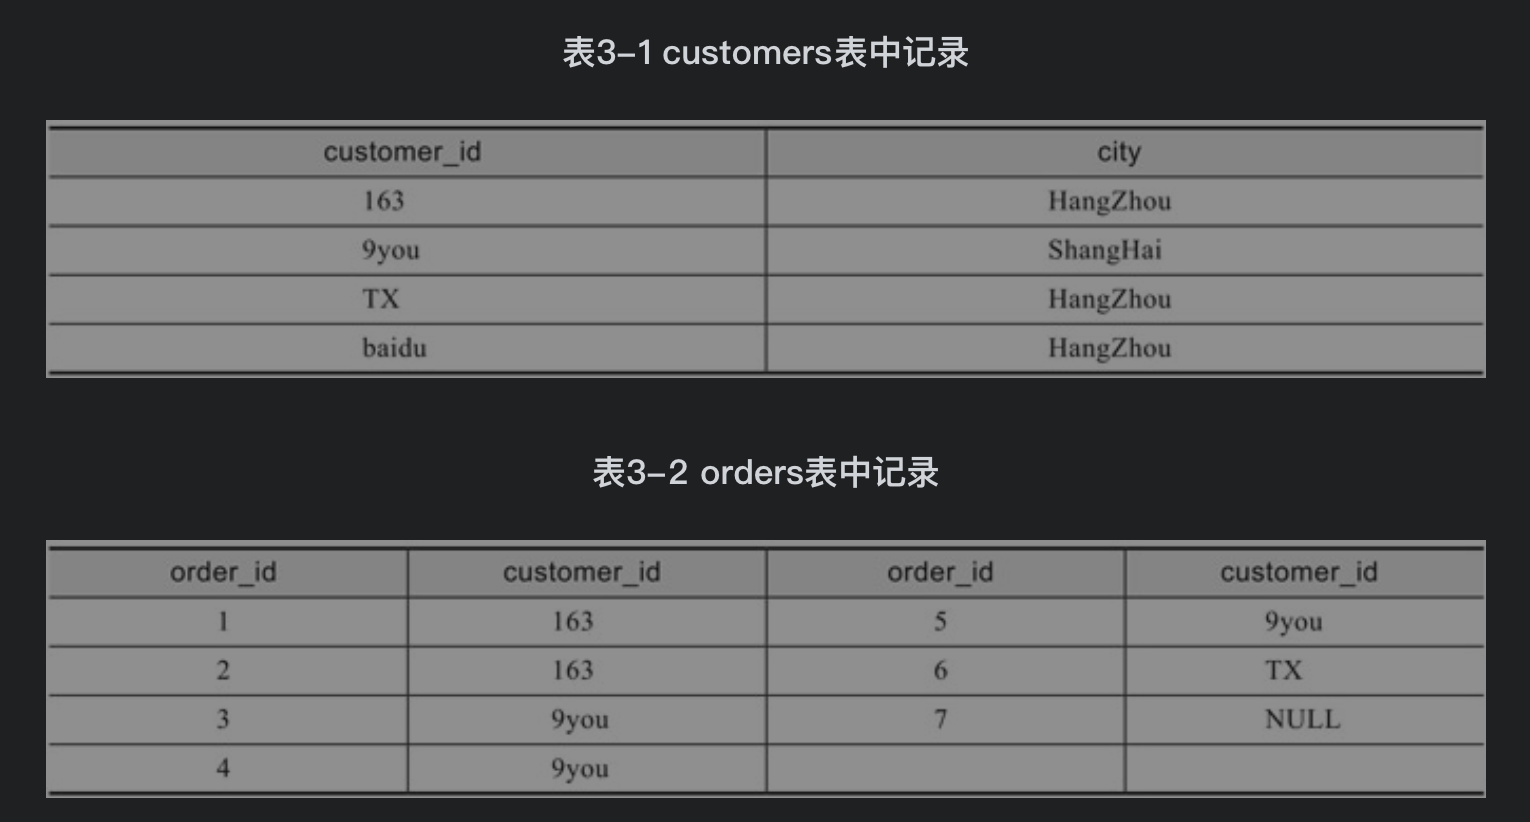 表3-1 customers表中记录
customer_id city
163 HangZhou
9you ShangHai
TX HangZhou
baidu HangZhou
表3-2 orders表中记录
order_id customer_id order_id customer_id
1 163 5 9you
2 163 6 TX
3 9you 7 NULL
4 9you